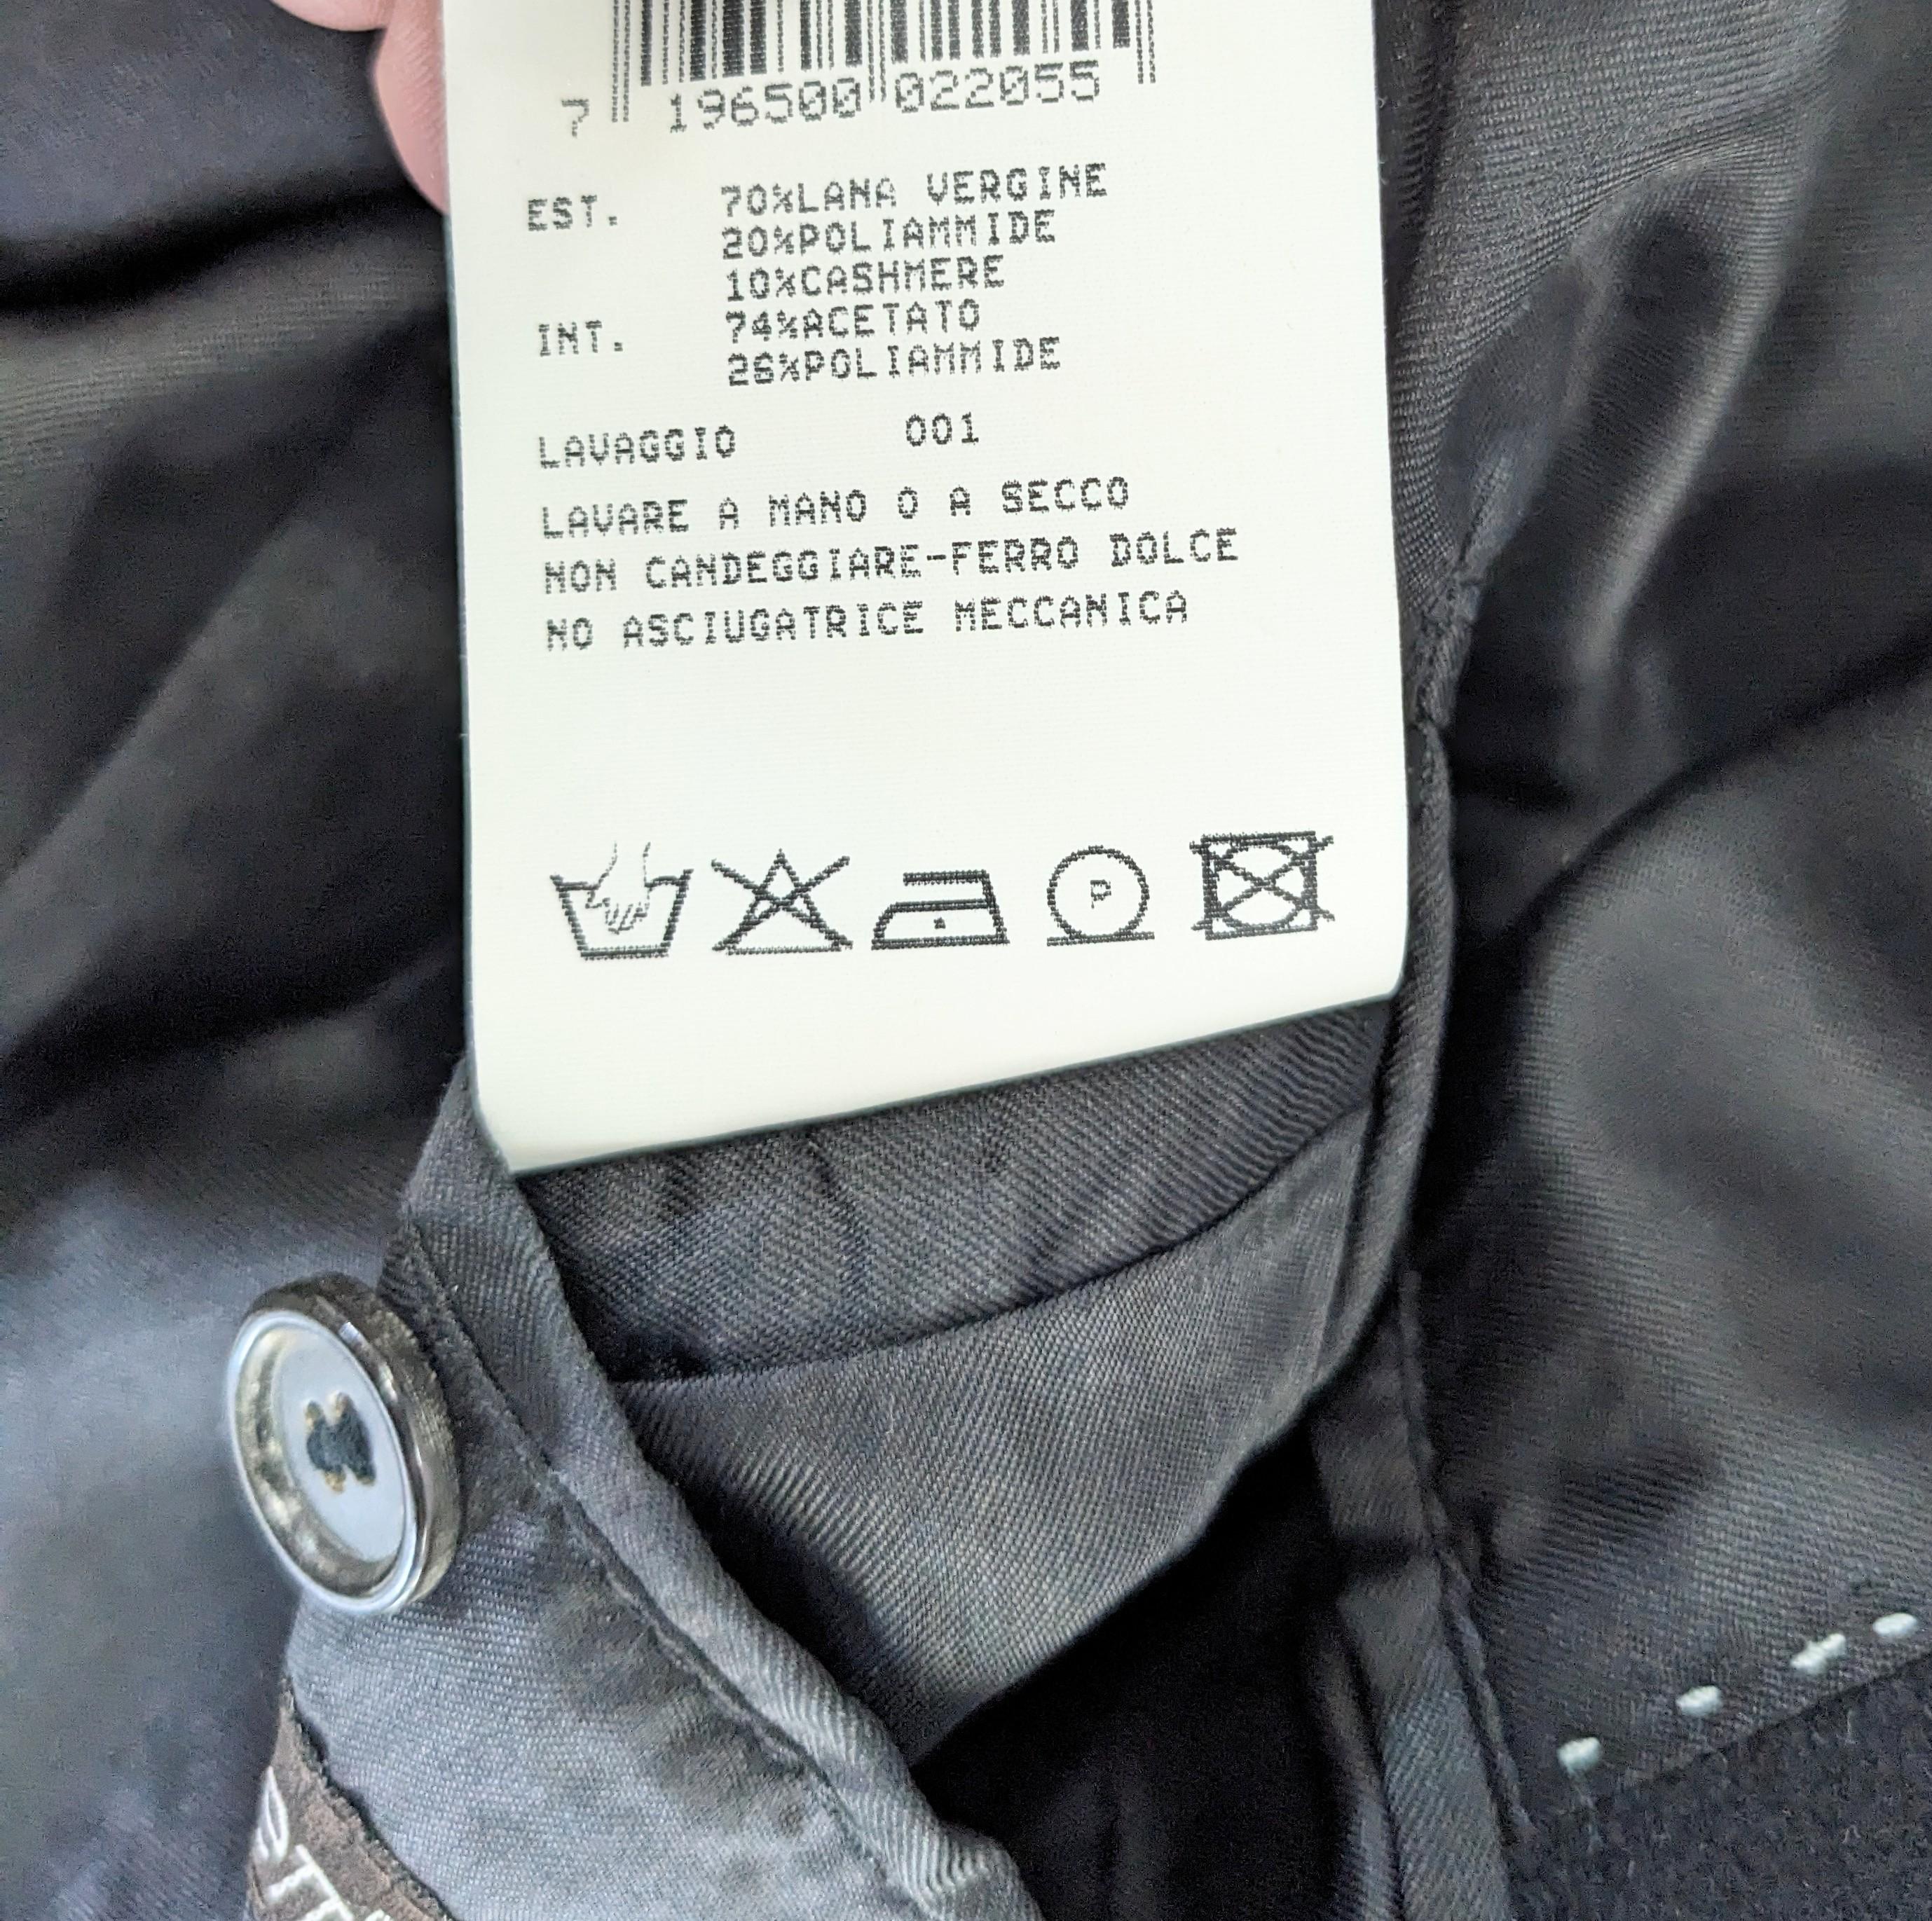 7 196500 022055
EST. 70%LANA VERGINE
20%POLIAMMIDE
10%CASHMERE
INT. 74%ACETATO
26%POLIAMMIDE
LAVAGGIO 001
LAVARE A MANO O A SECCO
NON CANDEGGIARE-FERRO DOLCE
NO ASCIUGATRICE MECCANICA
P